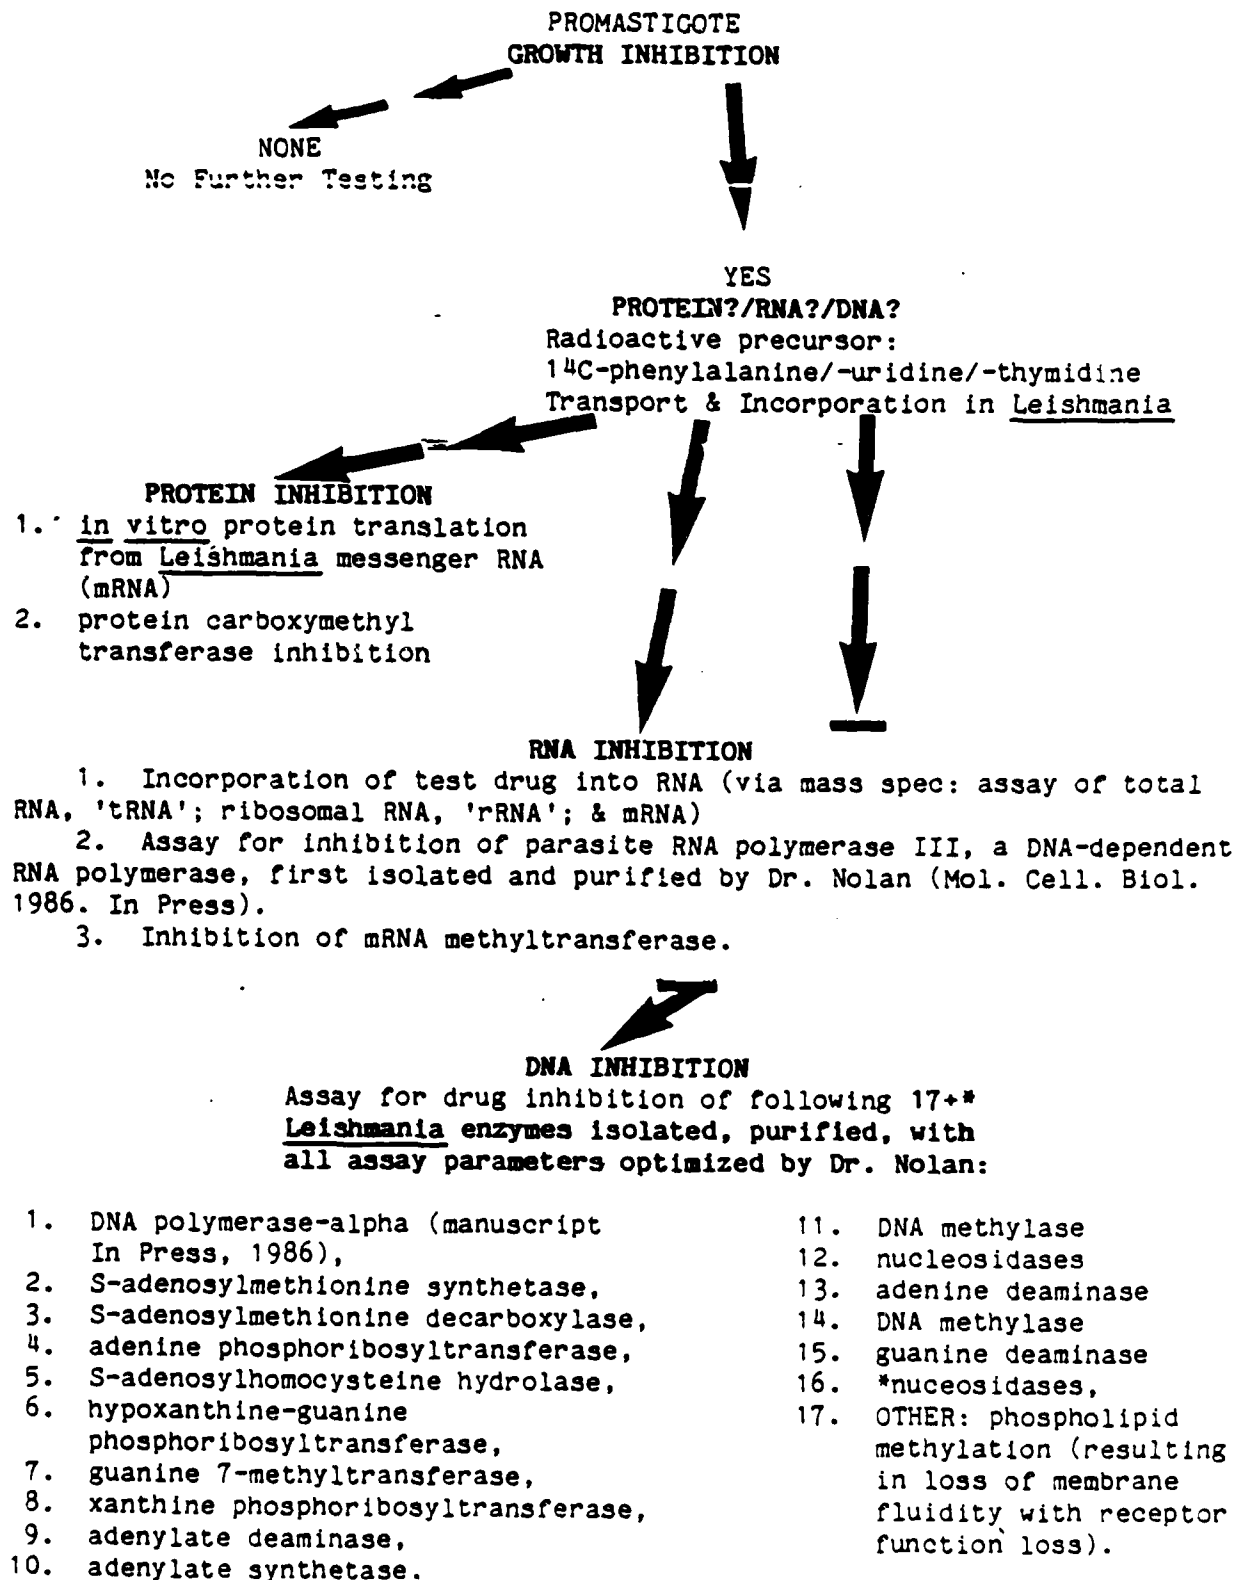 PROMASTIGOTE
GROWTH INHIBITION
NONE
No Further Testing
YES
PROTEIN?/RNA?/DNA?
Radioactive precursor:
14C-phenylalanine/-uridine/-thymidine
Transport & Incorporation in Leishmania
PROTEIN INHIBITION
1. in vitro protein translation
from Leishmania messenger RNA
(mRNA)
2. protein carboxymethyl
transferase inhibition
RNA INHIBITION
1. Incorporation of test drug into RNA (via mass spec: assay of total
RNA, 'tRNA'; ribosomal RNA, 'rRNA'; & mRNA)
2. Assay for inhibition of parasite RNA polymerase III, a DNA-dependent
RNA polymerase, first isolated and purified by Dr. Nolan (Mol. Cell. Biol.
1986. In Press).
3. Inhibition of mRNA methyltransferase.
DNA INHIBITION
Assay for drug inhibition of following 17+*
Leishmania enzymes isolated, purified, with
all assay parameters optimized by Dr. Nolan:
1. DNA polymerase-alpha (manuscript
In Press, 1986),
2. S-adenosylmethionine synthetase,
3. S-adenosylmethionine decarboxylase,
4. adenine phosphoribosyltransferase,
5. S-adenosylhomocysteine hydrolase,
6. hypoxanthine-guanine
phosphoribosyltransferase,
7. guanine 7-methyltransferase,
8. xanthine phosphoribosyltransferase,
9. adenylate deaminase,
10. adenylate synthetase,
11. DNA methylase
12. nucleosidases
13. adenine deaminase
14. DNA methylase
15. guanine deaminase
16. *nuceosidases,
17. OTHER: phospholipid
methylation (resulting
in loss of membrane
fluidity with receptor
function loss).